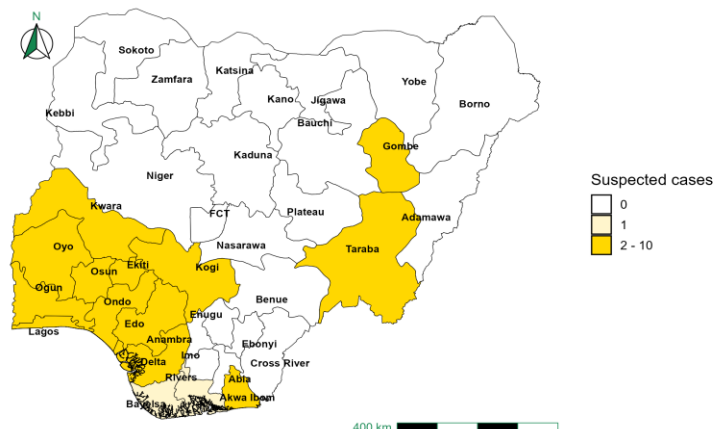 N
Sokoto
Katsina
Yobe
Zamfara
Kano
Jigawa
Borno
Kebbi
Bauchi
Gombe
Kaduna
Niger
Suspected cases
0
1
2 - 10
Kwara
FCT
Plateau
Adamawa
Oyo
Nasarawa
Taraba
Osun
Ekiti
Kogi
Ogun
Ondo
Benue
Edo
Enugu
Lagos
Anambra
Ebonyi
Delta
Imo
Cross River
Rivers
Abia
Bayelsa
Akwa Ibom
400 km